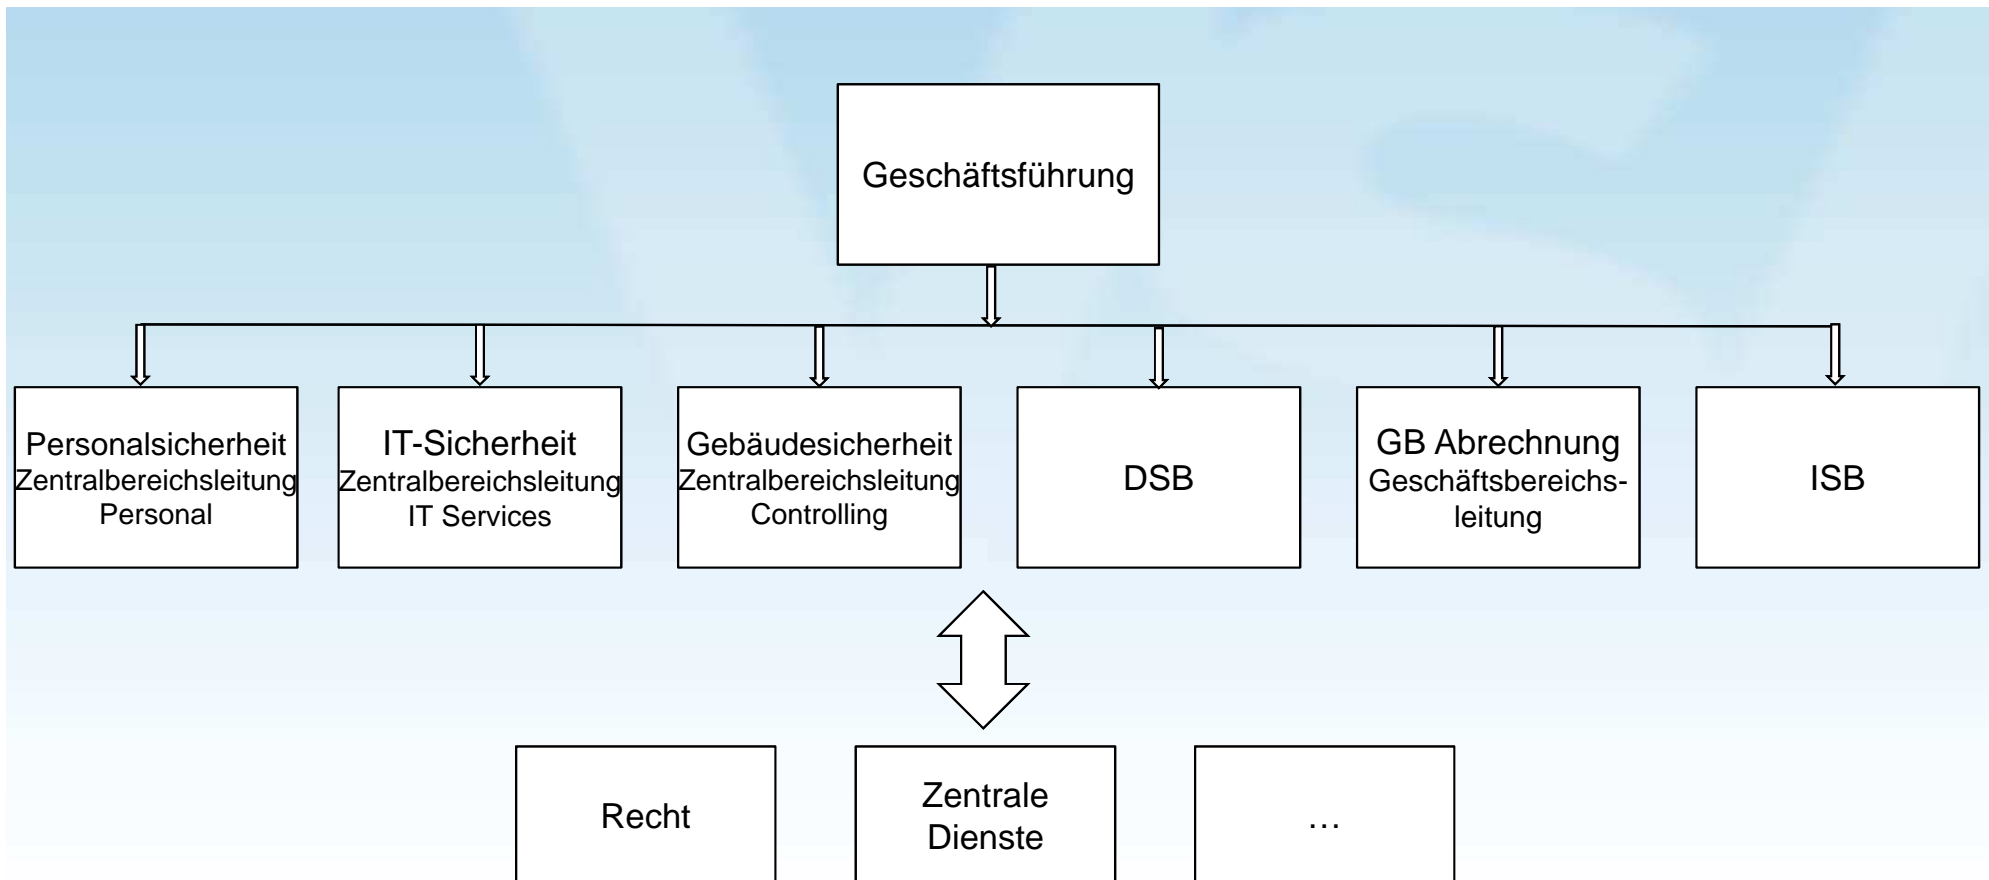 Geschäftsführung
Personalsicherheit
Zentralbereichsleitung
Personal
IT-Sicherheit
Zentralbereichsleitung
IT Services
Gebäudesicherheit
Zentralbereichsleitung
Controlling
DSB
GB Abrechnung
Geschäftsbereichs-
leitung
ISB
Recht
Zentrale
Dienste
…